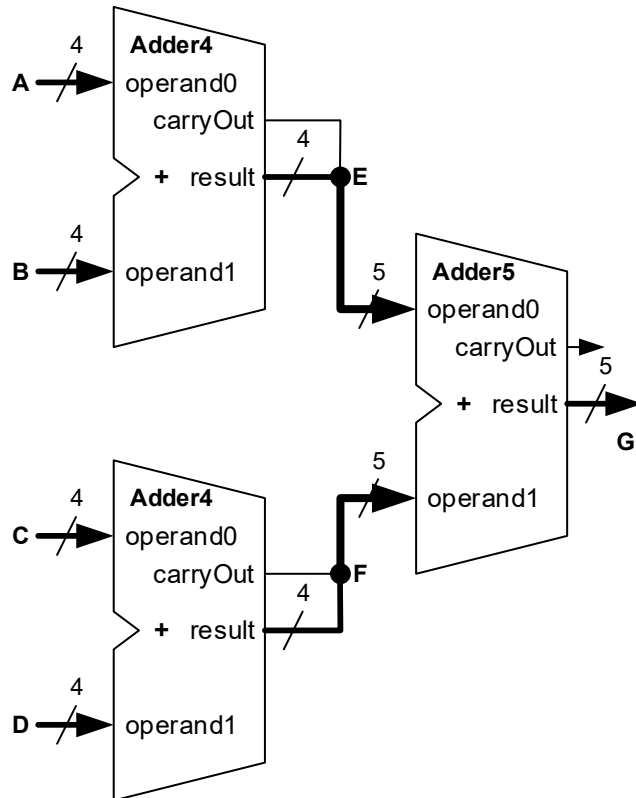 4
Adder4
A
operand0
carryOut
4
+ result
E
4
B
operand1
5
Adder5
operand0
carryOut
5
+ result
G
5
operand1
4
Adder4
C
operand0
carryOut
F
4
+ result
4
D
operand1